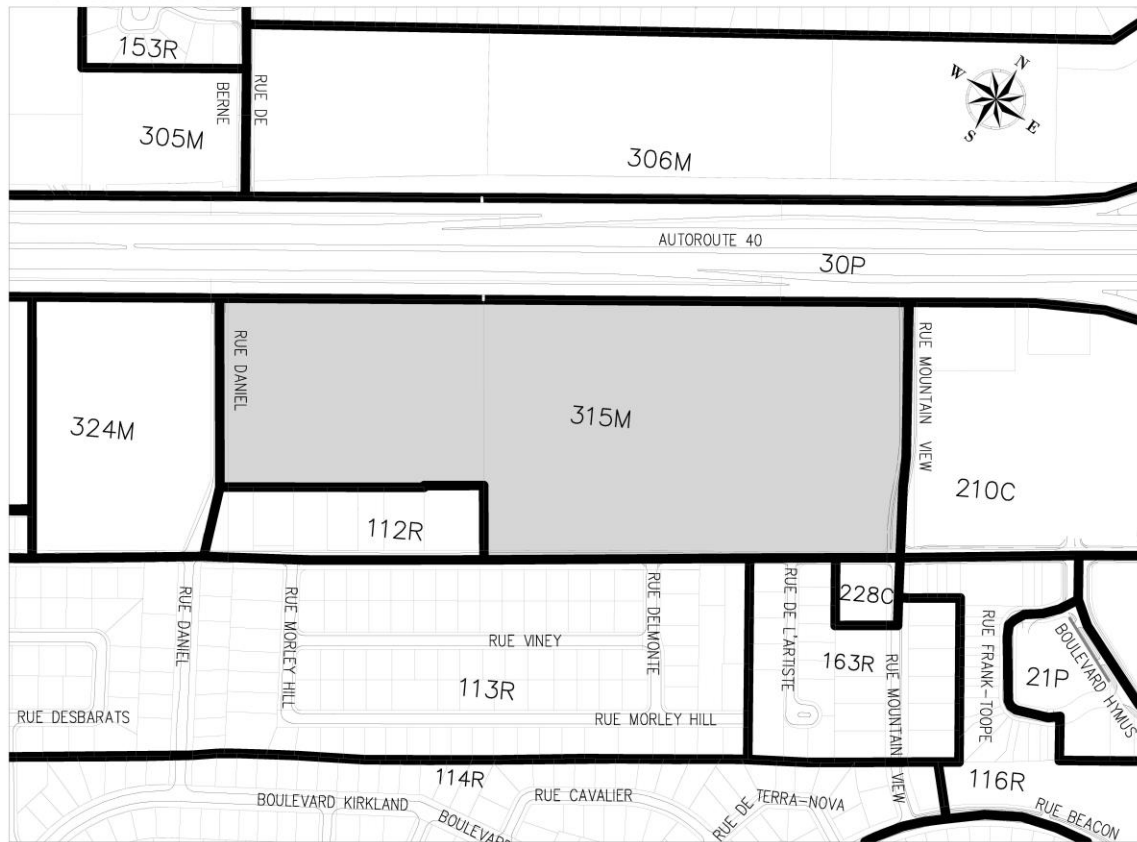 153R
RUE DE
BERNE
305M
306M
N
W
E
S
AUTOROUTE 40
30P
RUE DANIEL
315M
RUE MOUNTAIN VIEW
324M
112R
210C
RUE DANIEL
RUE MORLEY HILL
RUE VINEY
RUE DELMONTE
RUE DE L'ARTISTE
228C
163R
RUE MOUNTAIN VIEW
RUE FRANK-TOOPE
21P
BOULEVARD HYMUS
113R
RUE DESBARATS
RUE MORLEY HILL
114R
116R
BOULEVARD KIRKLAND
BOULEVARD
RUE CAVALIER
RUE DE TERRA-NOVA
RUE BEACON